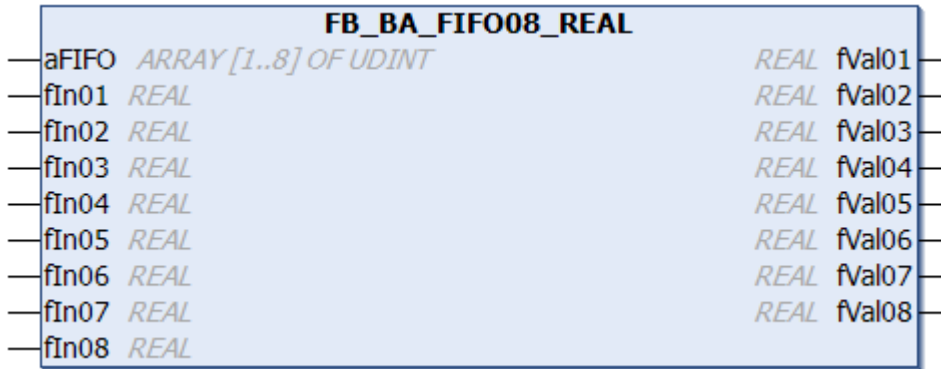 FB_BA_FIFO08_REAL
aFIFO ARRAY [1..8] OF UDINT REAL fVal01
fIn01 REAL REAL fVal02
fIn02 REAL REAL fVal03
fIn03 REAL REAL fVal04
fIn04 REAL REAL fVal05
fIn05 REAL REAL fVal06
fIn06 REAL REAL fVal07
fIn07 REAL REAL fVal08
fIn08 REAL